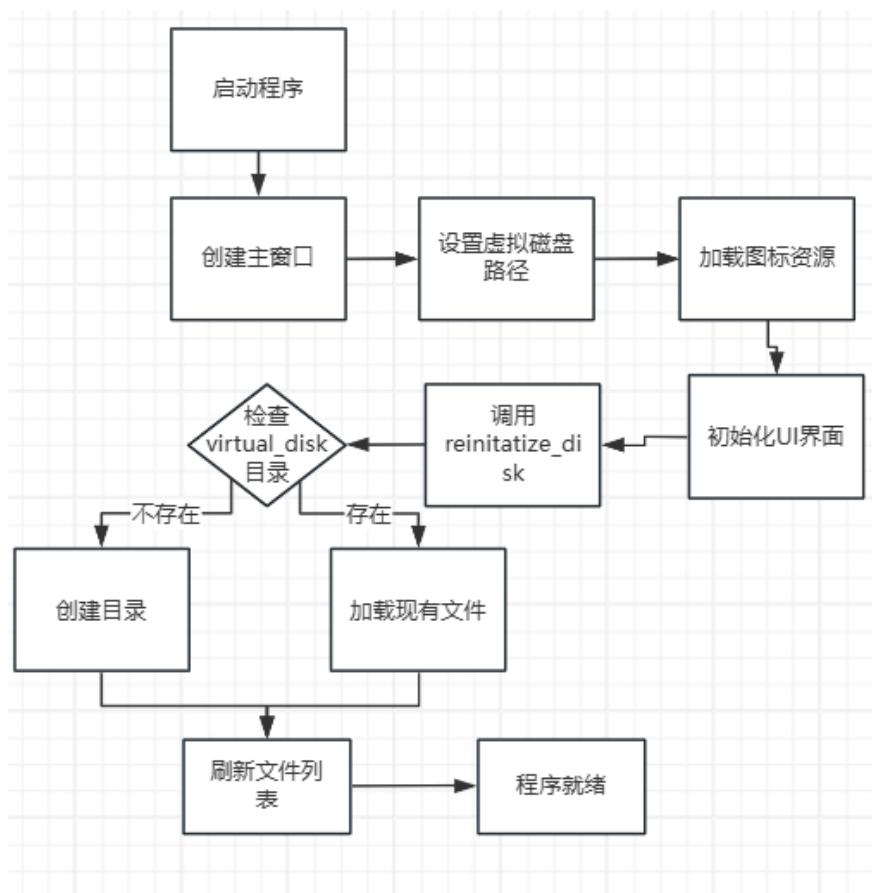 启动程序
创建主窗口
设置虚拟磁盘
路径
加载图标资源
初始化UI界面
调用
reinitatize_di
sk
检查
virtual_disk
目录
不存在
存在
创建目录
加载现有文件
刷新文件列
表
程序就绪